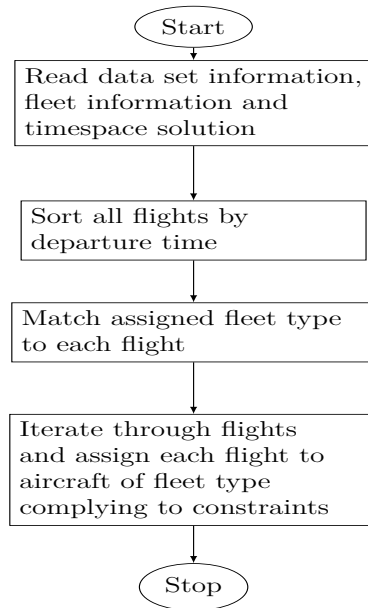 Start
Read data set information,
fleet information and
timespace solution
Sort all flights by
departure time
Match assigned fleet type
to each flight
Iterate through flights
and assign each flight to
aircraft of fleet type
complying to constraints
Stop